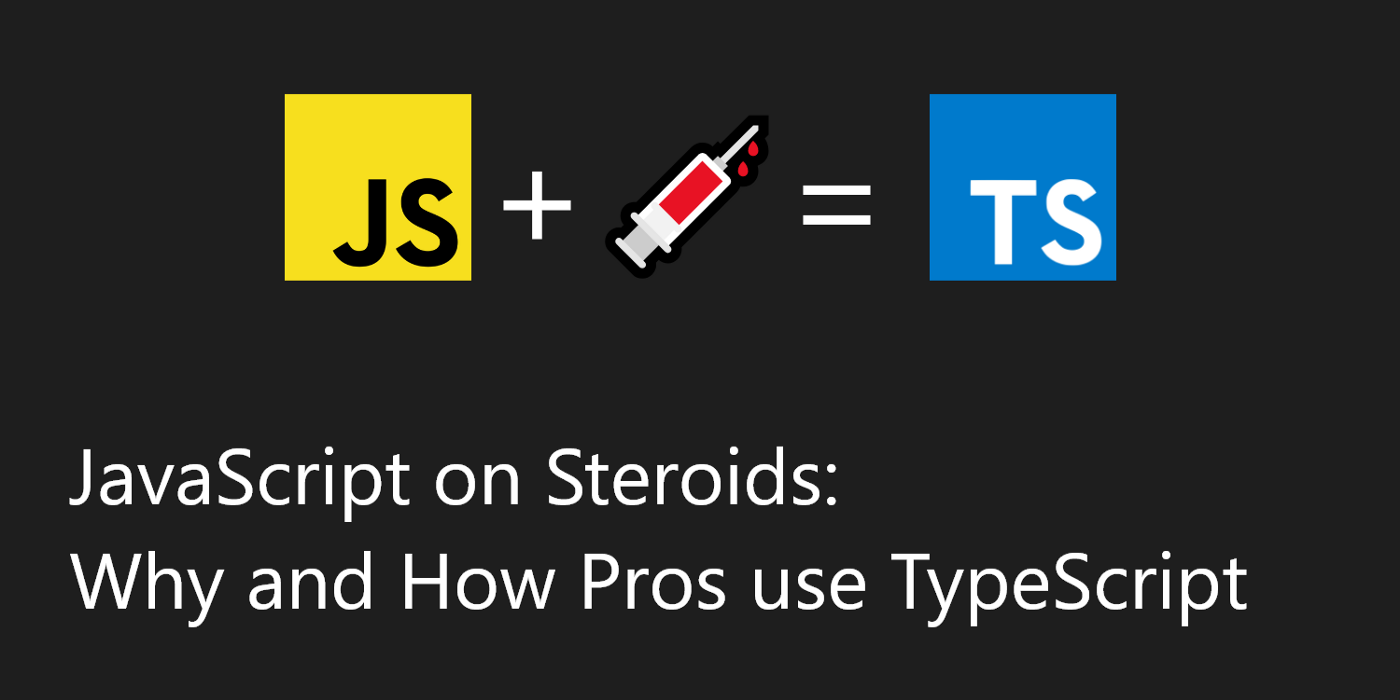 JS + = TS
JavaScript on Steroids:
Why and How Pros use TypeScript